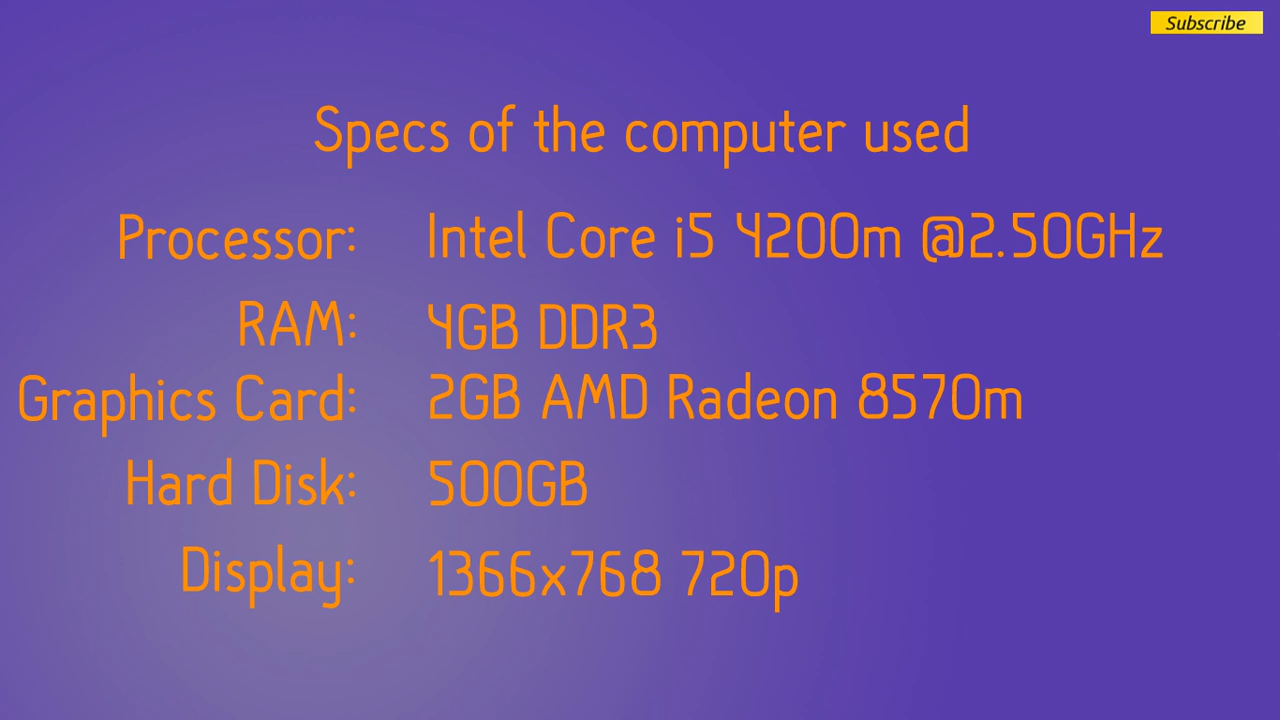 Subscribe
Specs of the computer used
Processor: Intel Core i5 4200m @2.50GHz
RAM: 4GB DDR3
Graphics Card: 2GB AMD Radeon 8570m
Hard Disk: 500GB
Display: 1366x768 720p